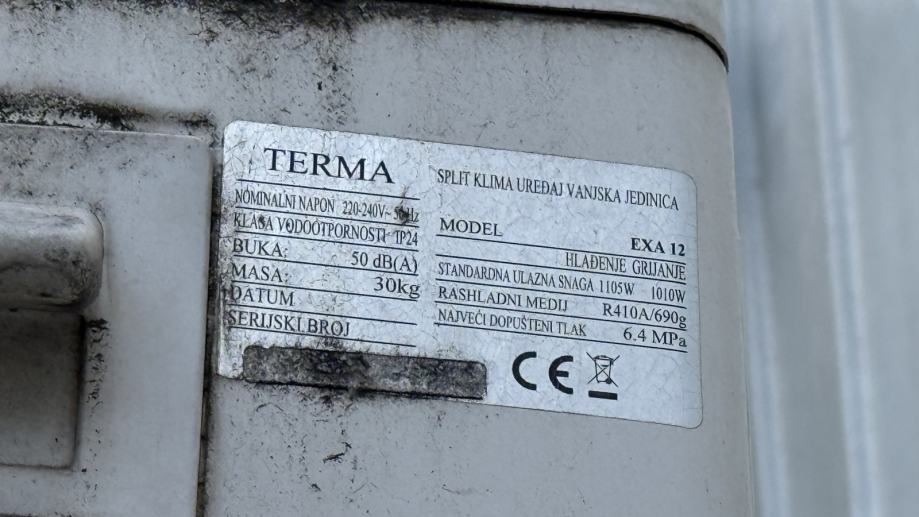 TERMA
NOMINALNI NAPON 220-240V~ 50Hz
KLASA VODOOTPORNOSTI IP24
BUKA: 50 dB(A)
MASA: 30kg
DATUM
SERIJSKI BROJ
SPLIT KLIMA UREĐAJ VANJSKA JEDINICA
MODEL EXA 12
HLAĐENJE GRIJANJE
STANDARDNA ULAZNA SNAGA 1105W 1010W
RASHLADNI MEDIJ R410A/690g
NAJVEĆI DOPUŠTENI TLAK 6.4 MPa
CE